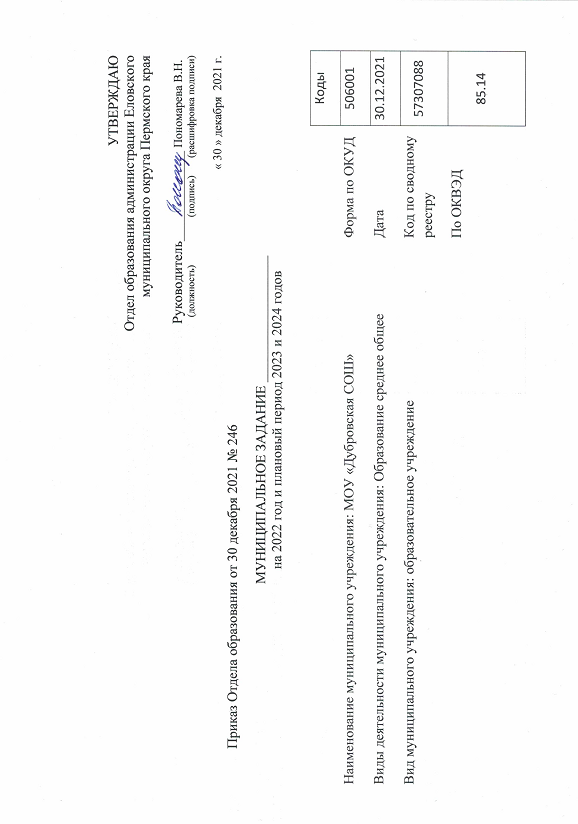 УТВЕРЖДАЮ
Отдел образования администрации Еловского
муниципального округа Пермского края
Руководитель Пономарева В.Н.
(должность) (подпись) (расшифровка подписи)
« 30 » декабря 2021 г.
Приказ Отдела образования от 30 декабря 2021 № 246
МУНИЦИПАЛЬНОЕ ЗАДАНИЕ
на 2022 год и плановый период 2023 и 2024 годов
Коды
Наименование муниципального учреждения: МОУ «Дубровская СОШ» Форма по ОКУД 506001
Виды деятельности муниципального учреждения: Образование среднее общее Дата 30.12.2021
Вид муниципального учреждения: образовательное учреждение Код по сводному 57307088
реестру
По ОКВЭД 85.14